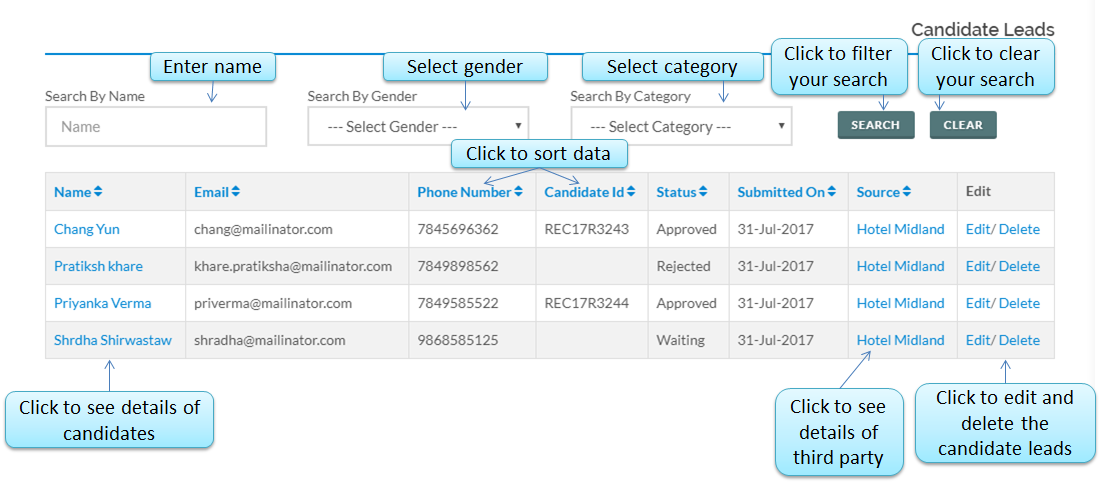 Candidate Leads
Enter name
Select gender
Select category
Click to filter
your search
Click to clear
your search
Search By Name
Search By Gender
Search By Category
Name
--- Select Gender ---
--- Select Category ---
SEARCH
CLEAR
Click to sort data
Name Email Phone Number Candidate Id Status Submitted On Source Edit
Chang Yun chang@mailinator.com 7845696362 REC17R3243 Approved 31-Jul-2017 Hotel Midland Edit/ Delete
Pratiksh khare khare.pratiksha@mailinator.com 7849898562 Rejected 31-Jul-2017 Hotel Midland Edit/ Delete
Priyanka Verma priverma@mailinator.com 7849585522 REC17R3244 Approved 31-Jul-2017 Hotel Midland Edit/ Delete
Shrdha Shirwastaw shradha@mailinator.com 9868585125 Waiting 31-Jul-2017 Hotel Midland Edit/ Delete
Click to see details of
candidates
Click to see
details of
third party
Click to edit and
delete the
candidate leads